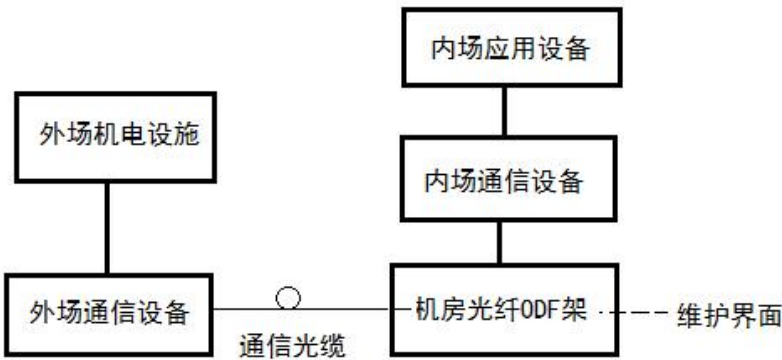 内场应用设备
外场机电设施
内场通信设备
外场通信设备
通信光缆
机房光纤ODF架
维护界面